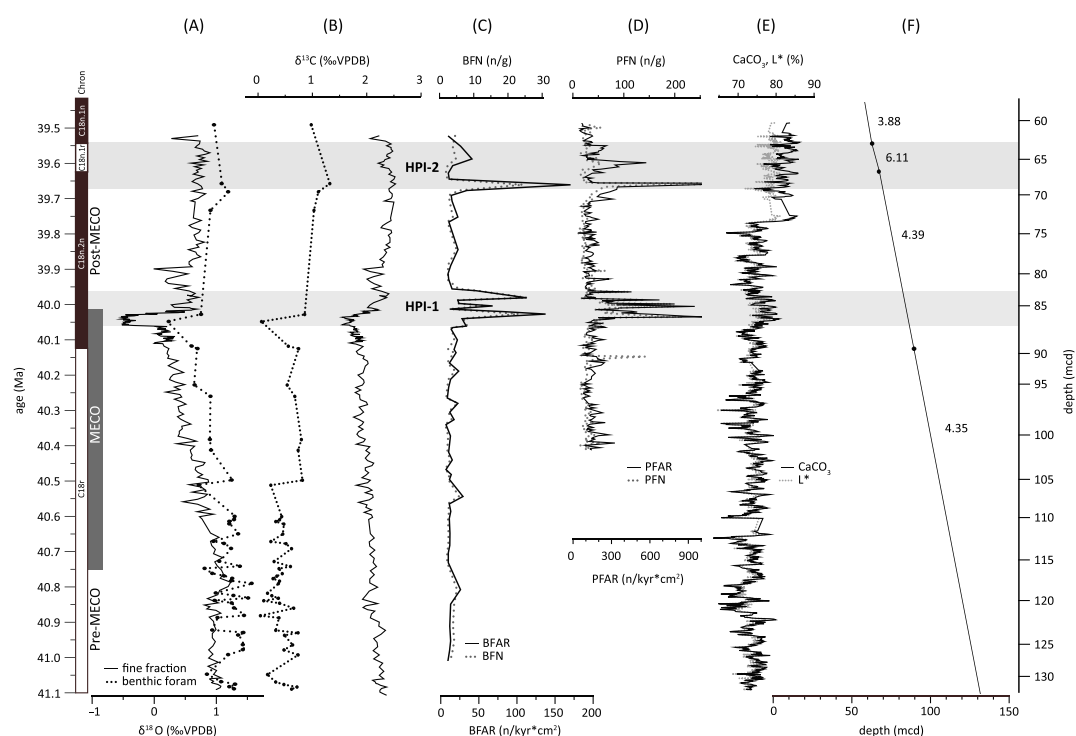 (A) (B) (C) (D) (E) (F)
δ13C (‰VPDB) BFN (n/g) PFN (n/g) CaCO3, L* (%)
Chron
0 1 2 3 0 10 20 30 0 100 200 70 80 90
C18n.1n
C18n.1r
C18n.2n
C18r
Post-MECO
MECO
Pre-MECO
age (Ma)
39.5
39.6
39.7
39.8
39.9
40.0
40.1
40.2
40.3
40.4
40.5
40.6
40.7
40.8
40.9
41.0
41.1
HPI-2
HPI-1
3.88
6.11
4.39
4.35
60
65
70
75
80
85
90
95
100
105
110
115
120
125
130
depth (mcd)
PFAR
PFN
CaCO3
L*
0 300 600 900
PFAR (n/kyr*cm2)
BFAR
BFN
fine fraction
benthic foram
−1 0 1 0 50 100 150 200 0 50 100 150
δ18O (‰VPDB) BFAR (n/kyr*cm2) depth (mcd)